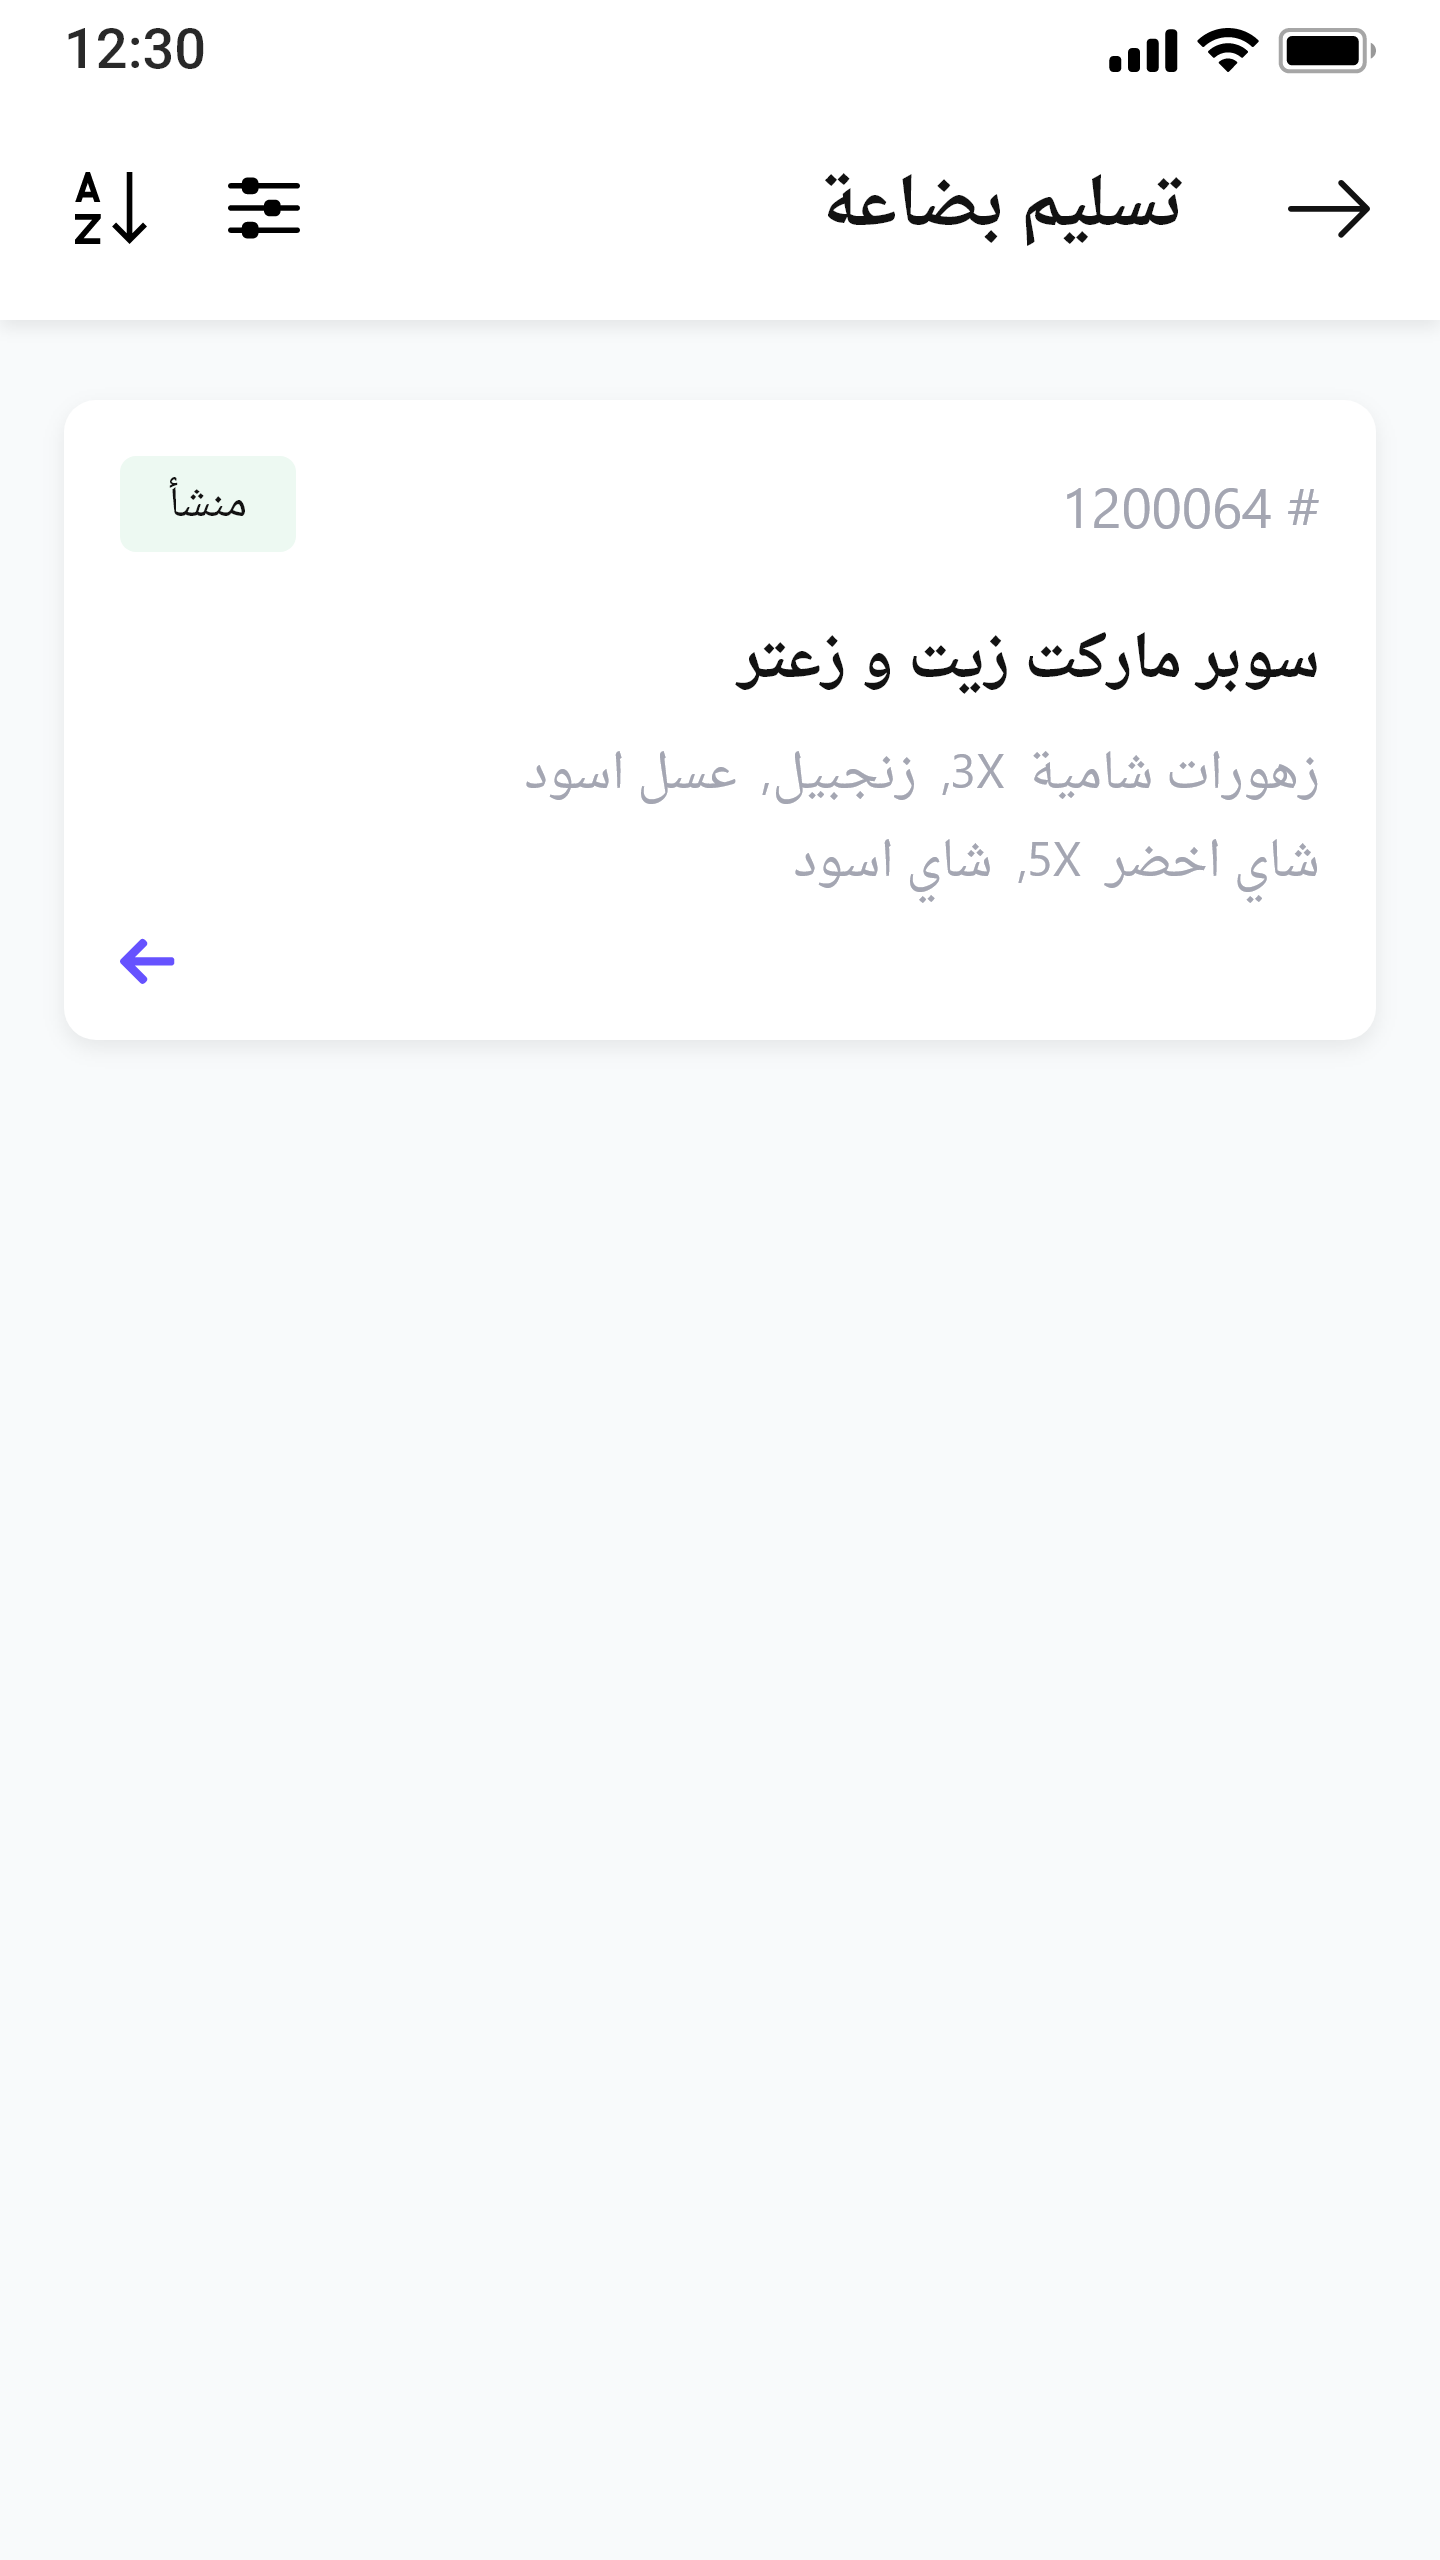 12:30
تسليم بضاعة
A
Z
# 1200064
منشأ
سوبر ماركت زيت و زعتر
زهورات شامية  3X,  زنجبيل,  عسل اسود
شاي اخضر  5X,  شاي اسود